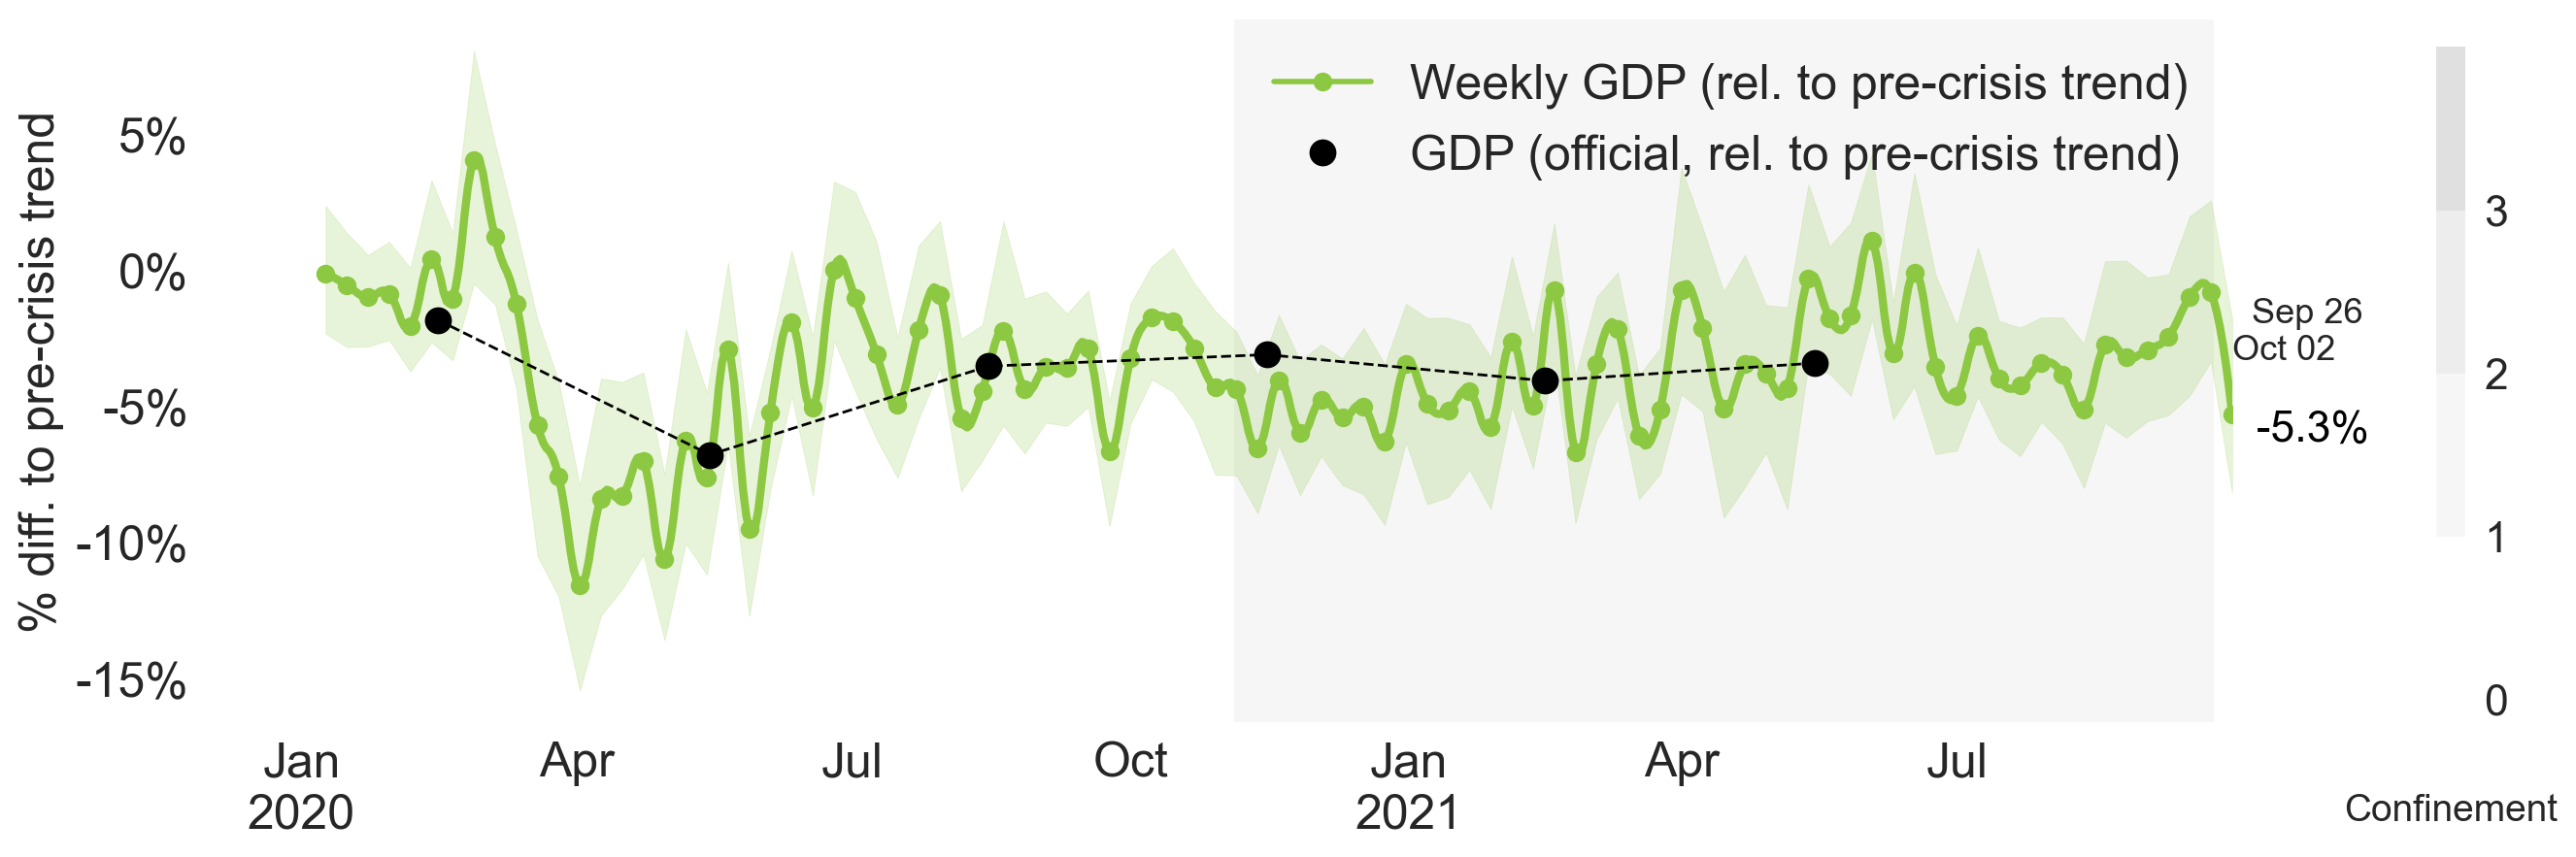 % diff. to pre-crisis trend
5%
0%
-5%
-10%
-15%
Weekly GDP (rel. to pre-crisis trend)
GDP (official, rel. to pre-crisis trend)
Sep 26
Oct 02
-5.3%
3
2
1
0
Jan Apr Jul Oct Jan Apr Jul
2020 2021
Confinement